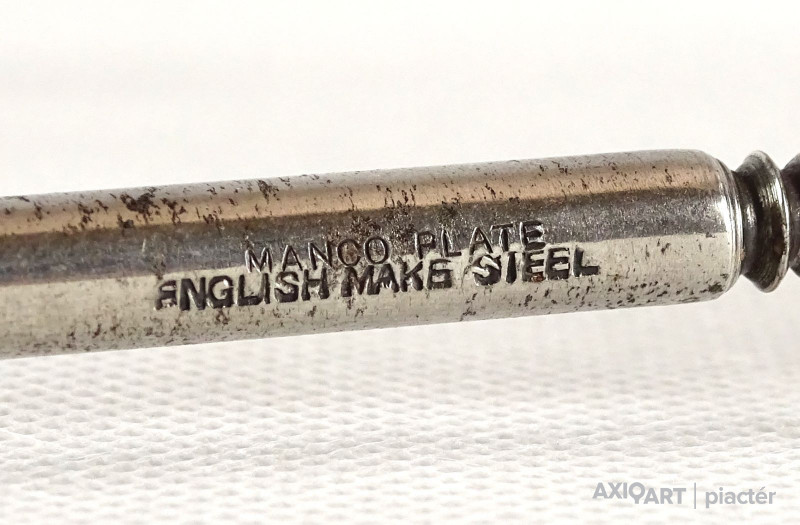 MANCO PLATE
ENGLISH MAKE STEEL
AXIOART | piactér